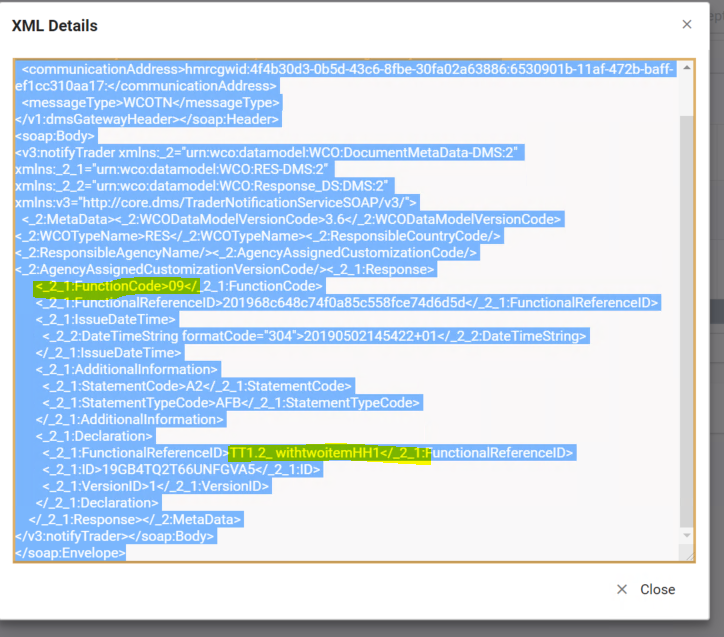 XML Details
<communicationAddress>hmrcgwid:4f4b30d3-0b5d-43c6-8fbe-30fa02a63886:6530901b-11af-472b-baff-
ef1cc310aa17:</communicationAddress>
<messageType>WCOTN</messageType>
</v1:dmsGatewayHeader></soap:Header>
<soap:Body>
<v3:notifyTrader xmlns:_2="urn:wco:datamodel:WCO:DocumentMetaData-DMS:2"
xmlns:_2_1="urn:wco:datamodel:WCO:RES-DMS:2"
xmlns:_2_2="urn:wco:datamodel:WCO:Response_DS:DMS:2"
xmlns:v3="http://core.dms/TraderNotificationServiceSOAP/v3/">
<_2:MetaData><_2:WCODataModelVersionCode>3.6</_2:WCODataModelVersionCode>
<_2:WCOTypeName>RES</_2:WCOTypeName><_2:ResponsibleCountryCode/>
<_2:ResponsibleAgencyName/><_2:AgencyAssignedCustomizationCode/>
<_2:AgencyAssignedCustomizationVersionCode/><_2_1:Response>
<_2_1:FunctionCode>09</_2_1:FunctionCode>
<_2_1:FunctionalReferenceID>201968c648c74f0a85c558fce74d6d5d</_2_1:FunctionalReferenceID>
<_2_1:IssueDateTime>
<_2_2:DateTimeString formatCode="304">20190502145422+01</_2_2:DateTimeString>
</_2_1:IssueDateTime>
<_2_1:AdditionalInformation>
<_2_1:StatementCode>A2</_2_1:StatementCode>
<_2_1:StatementTypeCode>AFB</_2_1:StatementTypeCode>
</_2_1:AdditionalInformation>
<_2_1:Declaration>
<_2_1:FunctionalReferenceID>TT1.2_ withtwoitemHH1</_2_1:FunctionalReferenceID>
<_2_1:ID>19GB4TQ2T66UNFGVA5</_2_1:ID>
<_2_1:VersionID>1</_2_1:VersionID>
</_2_1:Declaration>
</_2_1:Response></_2:MetaData>
</v3:notifyTrader></soap:Body>
</soap:Envelope>
Close